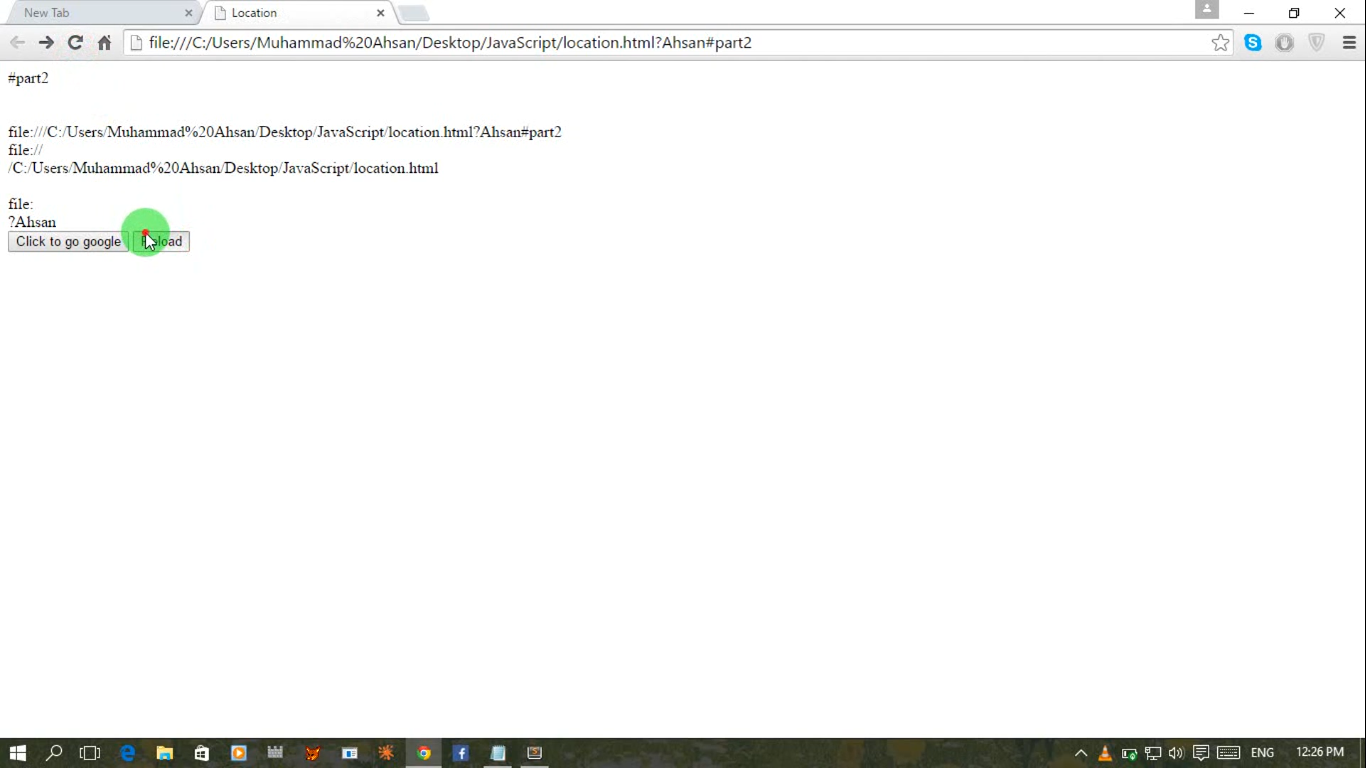 New Tab
Location
file:///C:/Users/Muhammad%20Ahsan/Desktop/JavaScript/location.html?Ahsan#part2
#part2
file:///C:/Users/Muhammad%20Ahsan/Desktop/JavaScript/location.html?Ahsan#part2
file://
/C:/Users/Muhammad%20Ahsan/Desktop/JavaScript/location.html
file:
?Ahsan
Click to go google Reload
ENG 12:26 PM